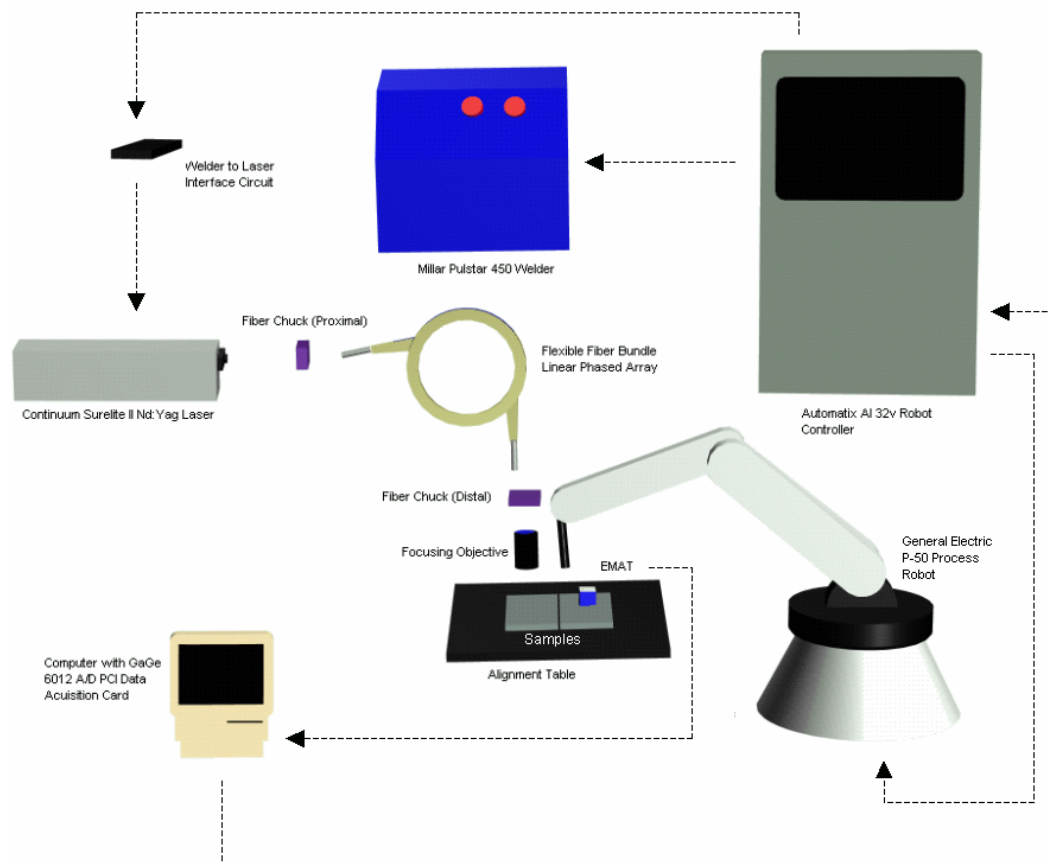 Welder to Laser
Interface Circuit
Millar Pulstar 450 Welder
Fiber Chuck (Proximal)
Flexible Fiber Bundle
Linear Phased Array
Continuum Surelite II Nd:Yag Laser
Automatix AI 32v Robot
Controller
Fiber Chuck (Distal)
Focusing Objective
General Electric
P-50 Process
Robot
EMAT
Samples
Alignment Table
Computer with GaGe
6012 A/D PCI Data
Acuisition Card